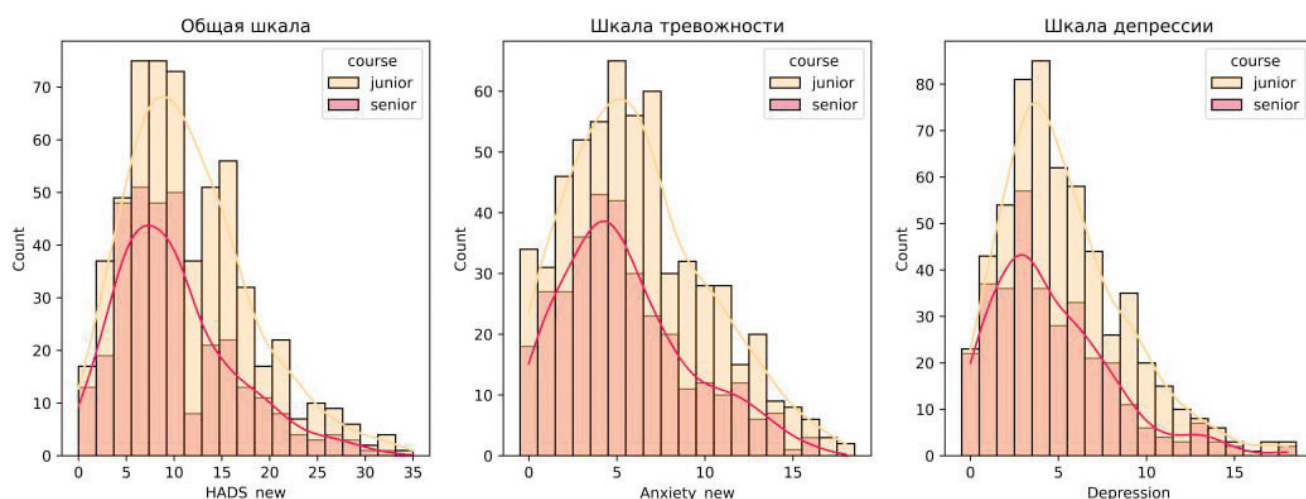 Общая шкала
course
junior
senior
Count
70
60
50
40
30
20
10
0
0 5 10 15 20 25 30 35
HADS_new
Шкала тревожности
course
junior
senior
Count
60
50
40
30
20
10
0
0 5 10 15
Anxiety_new
Шкала депрессии
course
junior
senior
Count
80
70
60
50
40
30
20
10
0
0 5 10 15
Depression